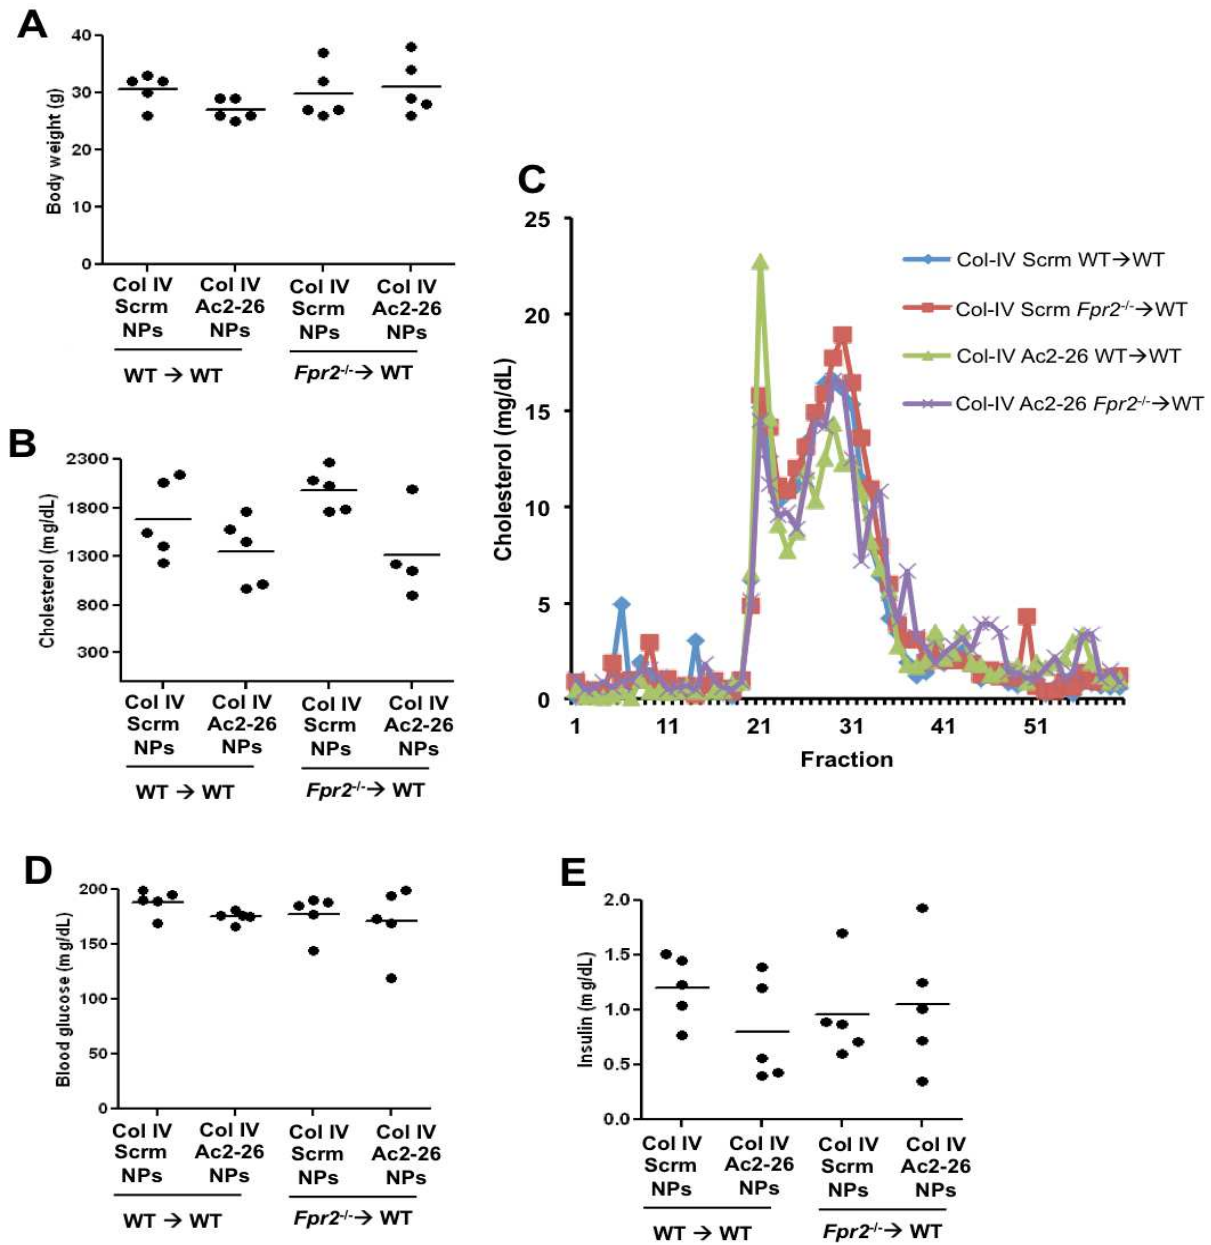 A
40
30
20
10
0
Body weight (g)
Col IV Scrm NPs
Col IV Ac2-26 NPs
Col IV Scrm NPs
Col IV Ac2-26 NPs
WT → WT
Fpr2-/-→ WT
B
2300
1800
1300
800
300
Cholesterol (mg/dL)
Col IV Scrm NPs
Col IV Ac2-26 NPs
Col IV Scrm NPs
Col IV Ac2-26 NPs
WT → WT
Fpr2-/-→ WT
C
25
20
15
10
5
0
Cholesterol (mg/dL)
1 11 21 31 41 51
Fraction
Col-IV Scrm WT→WT
Col-IV Scrm Fpr2-/-→WT
Col-IV Ac2-26 WT→WT
Col-IV Ac2-26 Fpr2-/-→WT
D
200
150
100
50
0
Blood glucose (mg/dL)
Col IV Scrm NPs
Col IV Ac2-26 NPs
Col IV Scrm NPs
Col IV Ac2-26 NPs
WT → WT
Fpr2-/-→ WT
E
2.0
1.5
1.0
0.5
0.0
Insulin (mg/dL)
Col IV Scrm NPs
Col IV Ac2-26 NPs
Col IV Scrm NPs
Col IV Ac2-26 NPs
WT → WT
Fpr2-/-→ WT